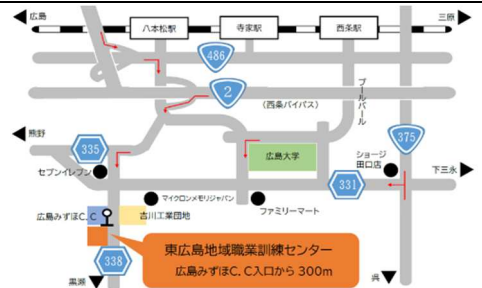 広島
八本松駅
寺家駅
西条駅
三原
486
2
(西条バイパス)
ブールバール
熊野
335
セブンイレブン
広島大学
375
ショージ
田口店
下三永
331
マイクロンメモリジャパン
ファミリーマート
広島みずほC.C
吉川工業団地
東広島地域職業訓練センター
広島みずほC.C入口から300m
338
黒瀬
呉